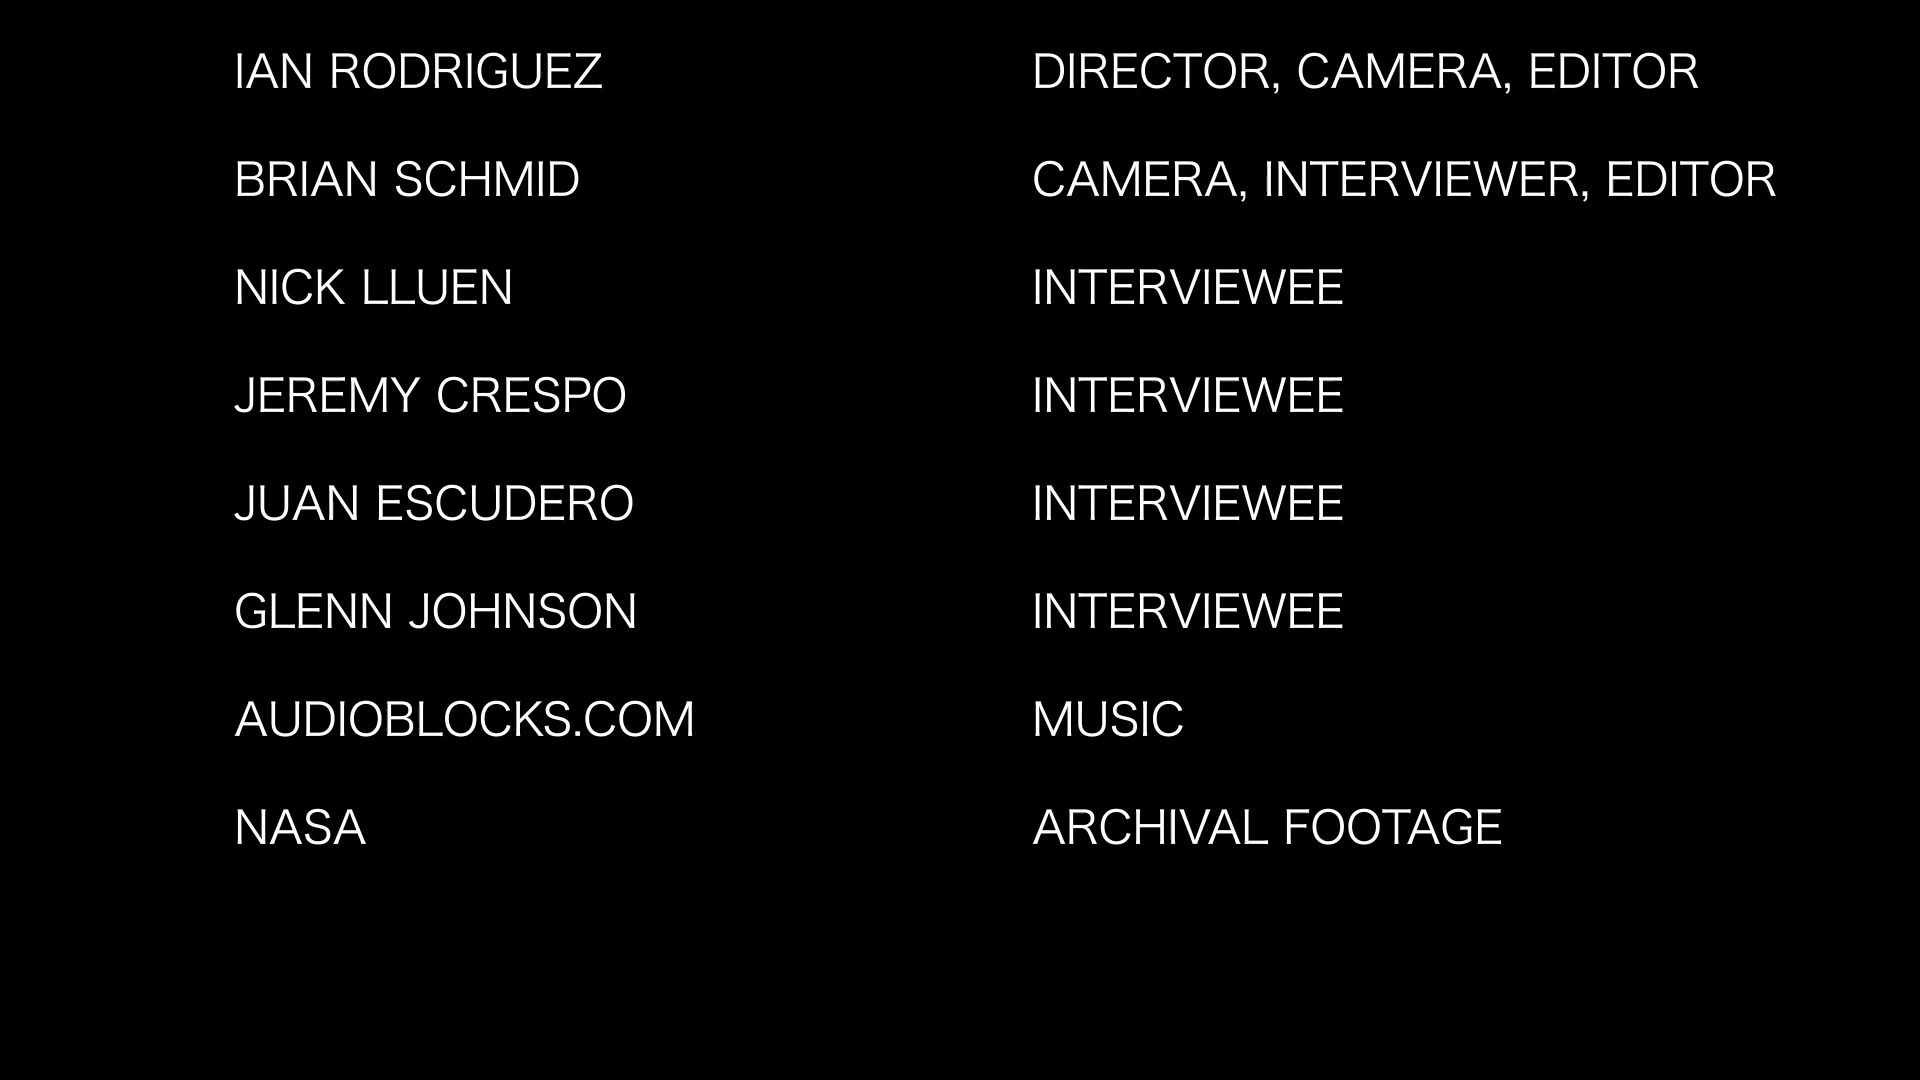 IAN RODRIGUEZ DIRECTOR, CAMERA, EDITOR
BRIAN SCHMID CAMERA, INTERVIEWER, EDITOR
NICK LLUEN INTERVIEWEE
JEREMY CRESPO INTERVIEWEE
JUAN ESCUDERO INTERVIEWEE
GLENN JOHNSON INTERVIEWEE
AUDIOBLOCKS.COM MUSIC
NASA ARCHIVAL FOOTAGE